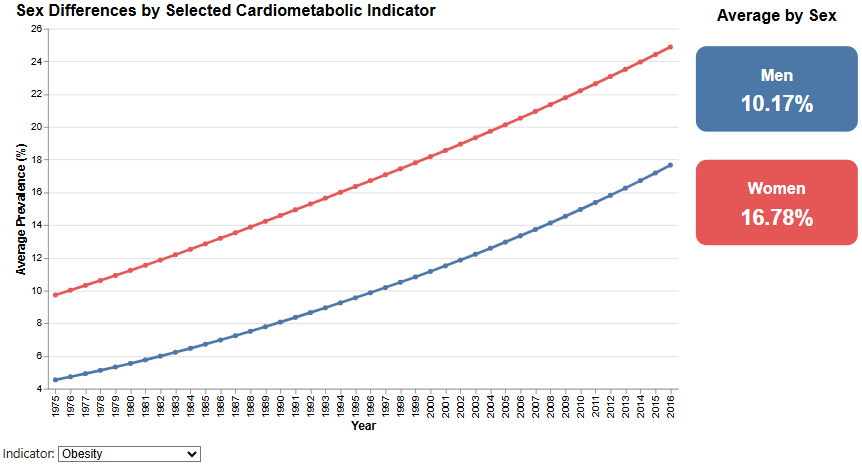 Sex Differences by Selected Cardiometabolic Indicator
Average by Sex
Men
10.17%
Women
16.78%
Average Prevalence (%)
26
24
22
20
18
16
14
12
10
8
6
4
1975 1976 1977 1978 1979 1980 1981 1982 1983 1984 1985 1986 1987 1988 1989 1990 1991 1992 1993 1994 1995 1996 1997 1998 1999 2000 2001 2002 2003 2004 2005 2006 2007 2008 2009 2010 2011 2012 2013 2014 2015 2016
Year
Indicator: Obesity